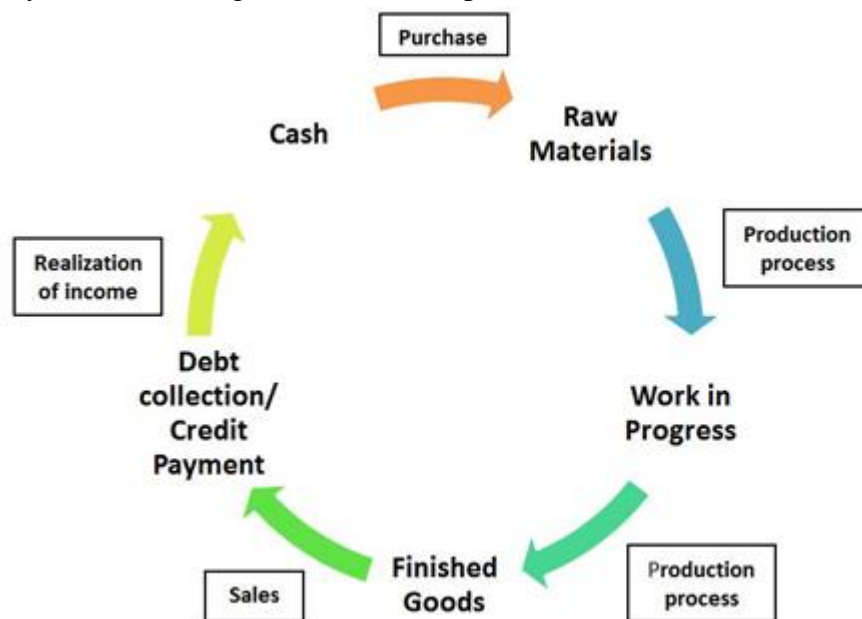 Purchase
Cash
Raw
Materials
Production
process
Work in
Progress
Production
process
Finished
Goods
Sales
Debt
collection/
Credit
Payment
Realization
of income